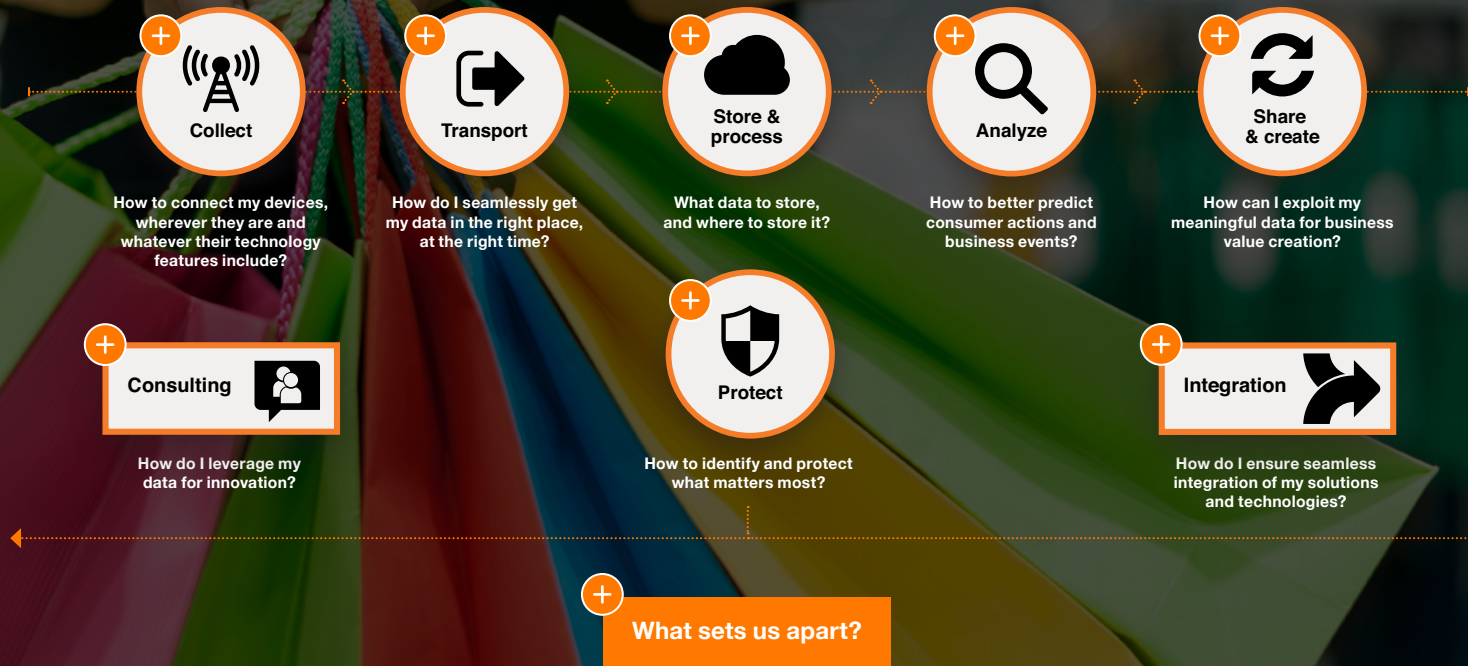 Collect
Transport
Store &
process
Analyze
Share
& create
How to connect my devices,
wherever they are and
whatever their technology
features include?
How do I seamlessly get
my data in the right place,
at the right time?
What data to store,
and where to store it?
How to better predict
consumer actions and
business events?
How can I exploit my
meaningful data for business
value creation?
Consulting
How do I leverage my
data for innovation?
Protect
How to identify and protect
what matters most?
Integration
How do I ensure seamless
integration of my solutions
and technologies?
What sets us apart?